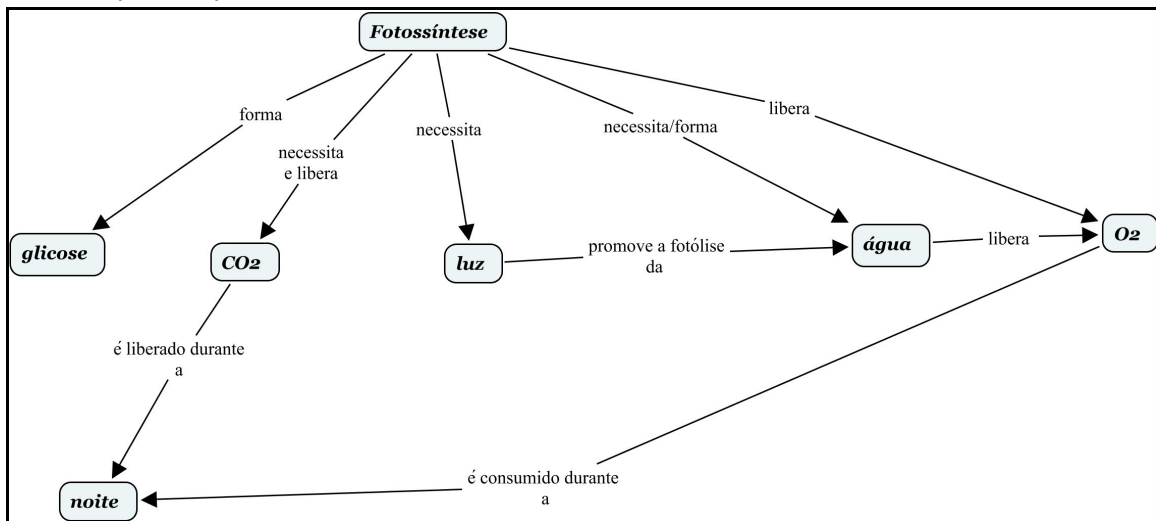 Fotossíntese
forma
necessita
e libera
necessita
necessita/forma
libera
glicose
CO2
luz
promove a fotólise
da
água
libera
O2
é liberado durante
a
noite
é consumido durante
a